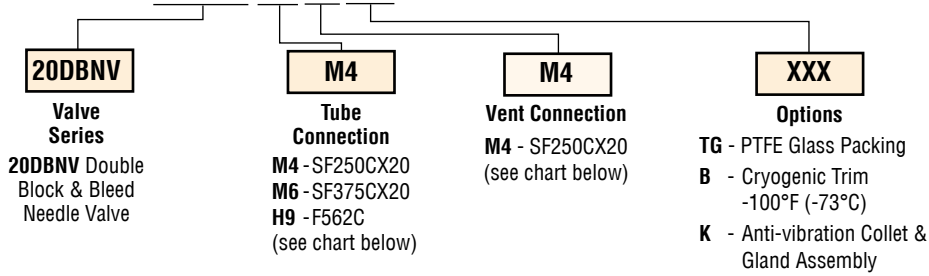 20DBNV
Valve
Series
20DBNV Double
Block & Bleed
Needle Valve
M4
Tube
Connection
M4 - SF250CX20
M6 - SF375CX20
H9 - F562C
(see chart below)
M4
Vent Connection
M4 - SF250CX20
(see chart below)
XXX
Options
TG - PTFE Glass Packing
B - Cryogenic Trim
-100°F (-73°C)
K - Anti-vibration Collet &
Gland Assembly